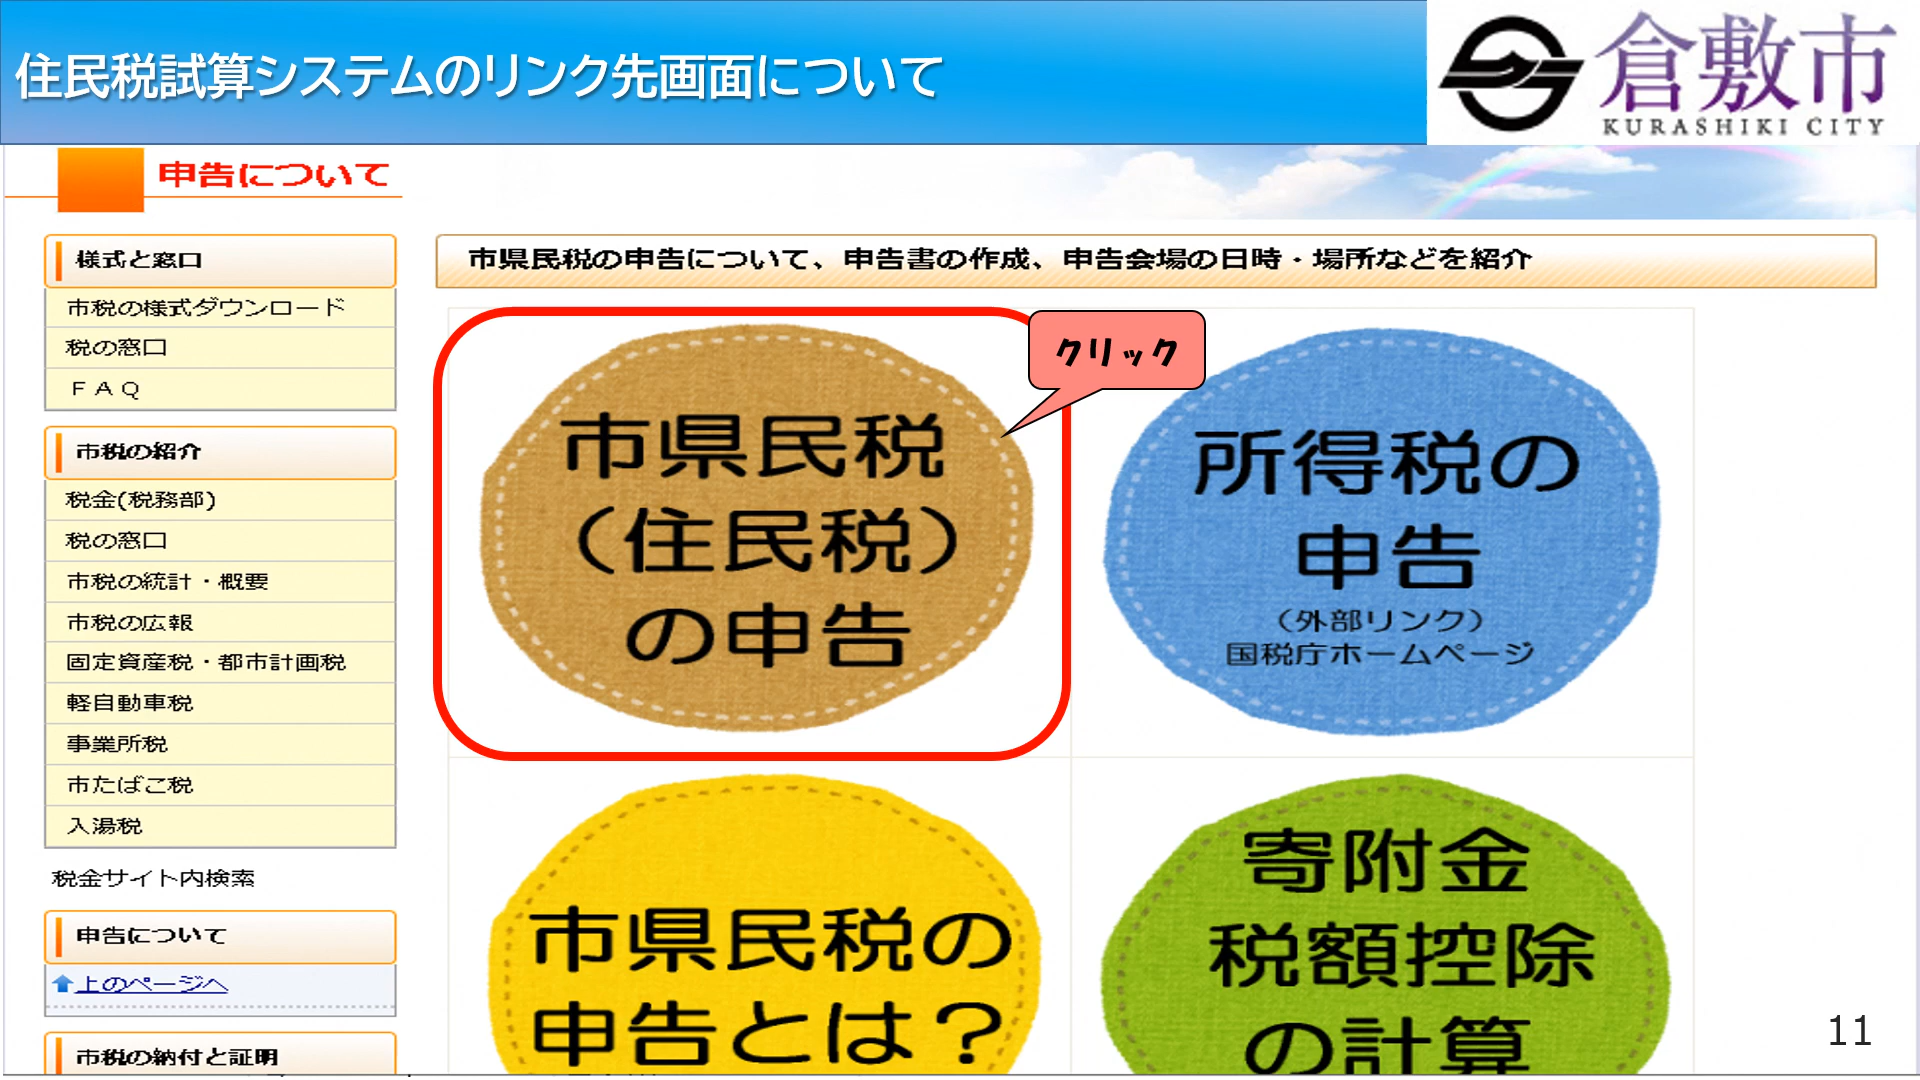 住民税試算システムのリンク先画面について
倉敷市
KURASHIKI CITY
申告について
様式と窓口
市税の様式ダウンロード
税の窓口
ＦＡＱ
市税の紹介
税金(税務部)
税の窓口
市税の統計・概要
市税の広報
固定資産税・都市計画税
軽自動車税
事業所税
市たばこ税
入湯税
税金サイト内検索
申告について
上のページへ
市税の納付と証明
市県民税の申告について、申告書の作成、申告会場の日時・場所などを紹介
クリック
市県民税
（住民税）
の申告
所得税の
申告
（外部リンク）
国税庁ホームページ
市県民税の
申告とは？
寄附金
税額控除
の計算
11